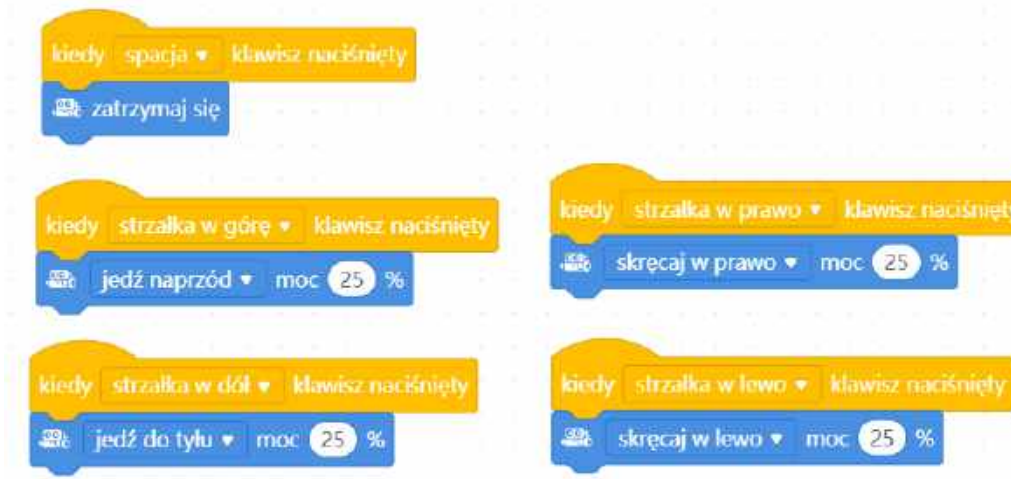 kiedy spacja klawisz naciśnięty
zatrzymaj się
kiedy strzałka w górę klawisz naciśnięty
jedź naprzód moc 25 %
kiedy strzałka w prawo klawisz naciśnięty
skręcaj w prawo moc 25 %
kiedy strzałka w dół klawisz naciśnięty
jedź do tyłu moc 25 %
kiedy strzałka w lewo klawisz naciśnięty
skręcaj w lewo moc 25 %